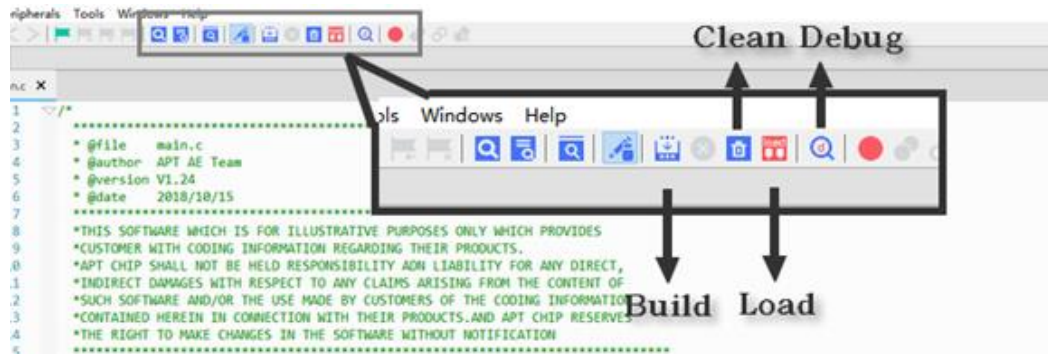 ripherals Tools Windows Help
Clean Debug
n.c X
ols Windows Help
1 /*
2 **********************************
3 * @file main.c
4 * @author APT AE Team
5 * @version V1.24
6 * @date 2018/10/15
7 **********************************
8 *THIS SOFTWARE WHICH IS FOR ILLUSTRATIVE PURPOSES ONLY WHICH PROVIDES
9 *CUSTOMER WITH CODING INFORMATION REGARDING THEIR PRODUCTS.
0 *APT CHIP SHALL NOT BE HELD RESPONSIBILITY ADN LIABILITY FOR ANY DIRECT,
1 *INDIRECT DAMAGES WITH RESPECT TO ANY CLAIMS ARISING FROM THE CONTENT OF
2 *SUCH SOFTWARE AND/OR THE USE MADE BY CUSTOMERS OF THE CODING INFORMATION
3 *CONTAINED HEREIN IN CONNECTION WITH THEIR PRODUCTS.AND APT CHIP RESERVES
4 *THE RIGHT TO MAKE CHANGES IN THE SOFTWARE WITHOUT NOTIFICATION
5 **********************************************************************
Build Load